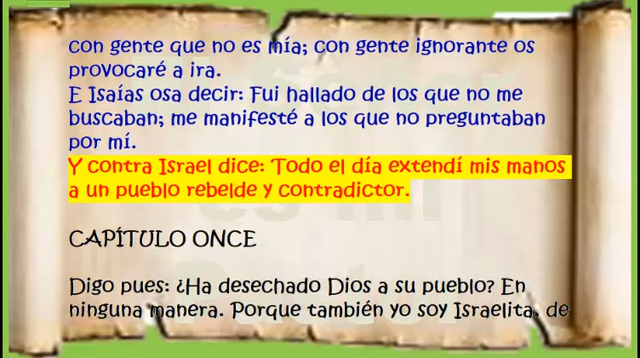 con gente que no es mía; con gente ignorante os
provocaré a ira.
E Isaías osa decir: Fui hallado de los que no me
buscaban; me manifesté a los que no preguntaban
por mí.
Y contra Israel dice: Todo el día extendí mis manos
a un pueblo rebelde y contradictor.
CAPÍTULO ONCE
Digo pues: ¿Ha desechado Dios a su pueblo? En
ninguna manera. Porque también yo soy Israelita, de